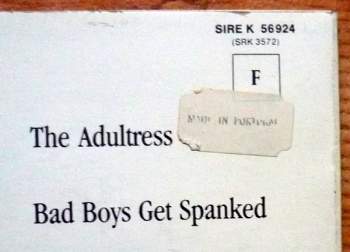 SIRE K 56924
(SRK 3572)
F
MADE IN PORTUGAL
The Adultress
Bad Boys Get Spanked